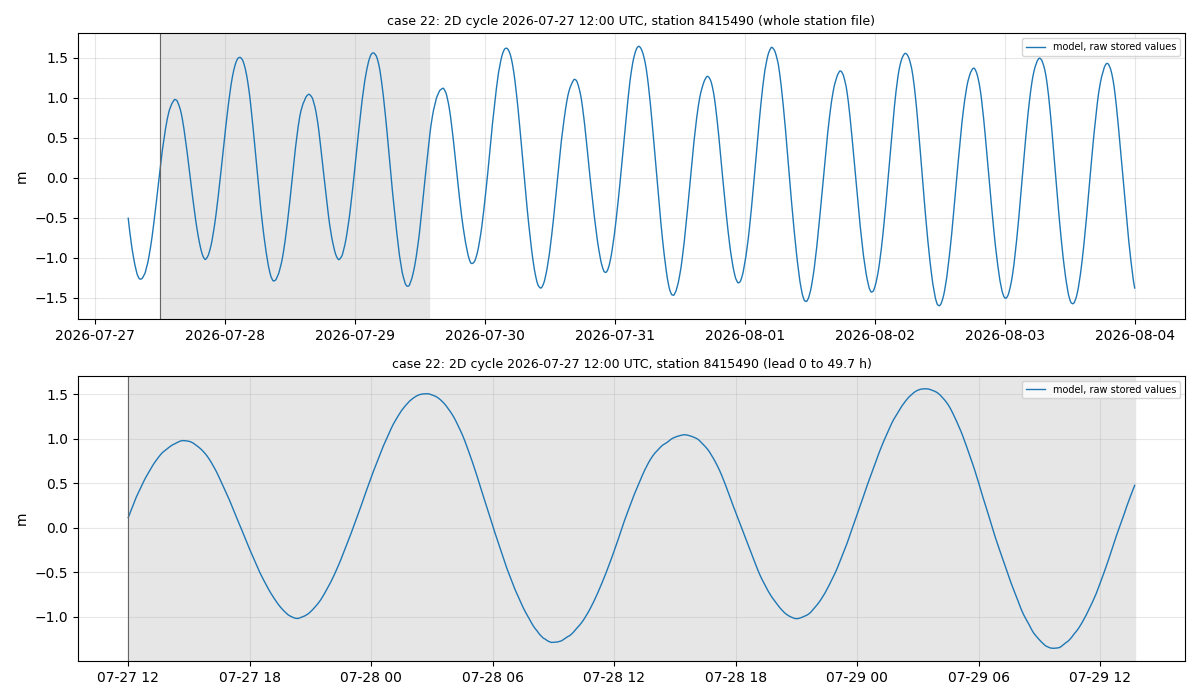 case 22: 2D cycle 2026-07-27 12:00 UTC, station 8415490 (whole station file)
model, raw stored values
1.5
1.0
0.5
0.0
−0.5
−1.0
−1.5
m
2026-07-27 2026-07-28 2026-07-29 2026-07-30 2026-07-31 2026-08-01 2026-08-02 2026-08-03 2026-08-04
case 22: 2D cycle 2026-07-27 12:00 UTC, station 8415490 (lead 0 to 49.7 h)
model, raw stored values
1.5
1.0
0.5
0.0
−0.5
−1.0
m
07-27 12 07-27 18 07-28 00 07-28 06 07-28 12 07-28 18 07-29 00 07-29 06 07-29 12